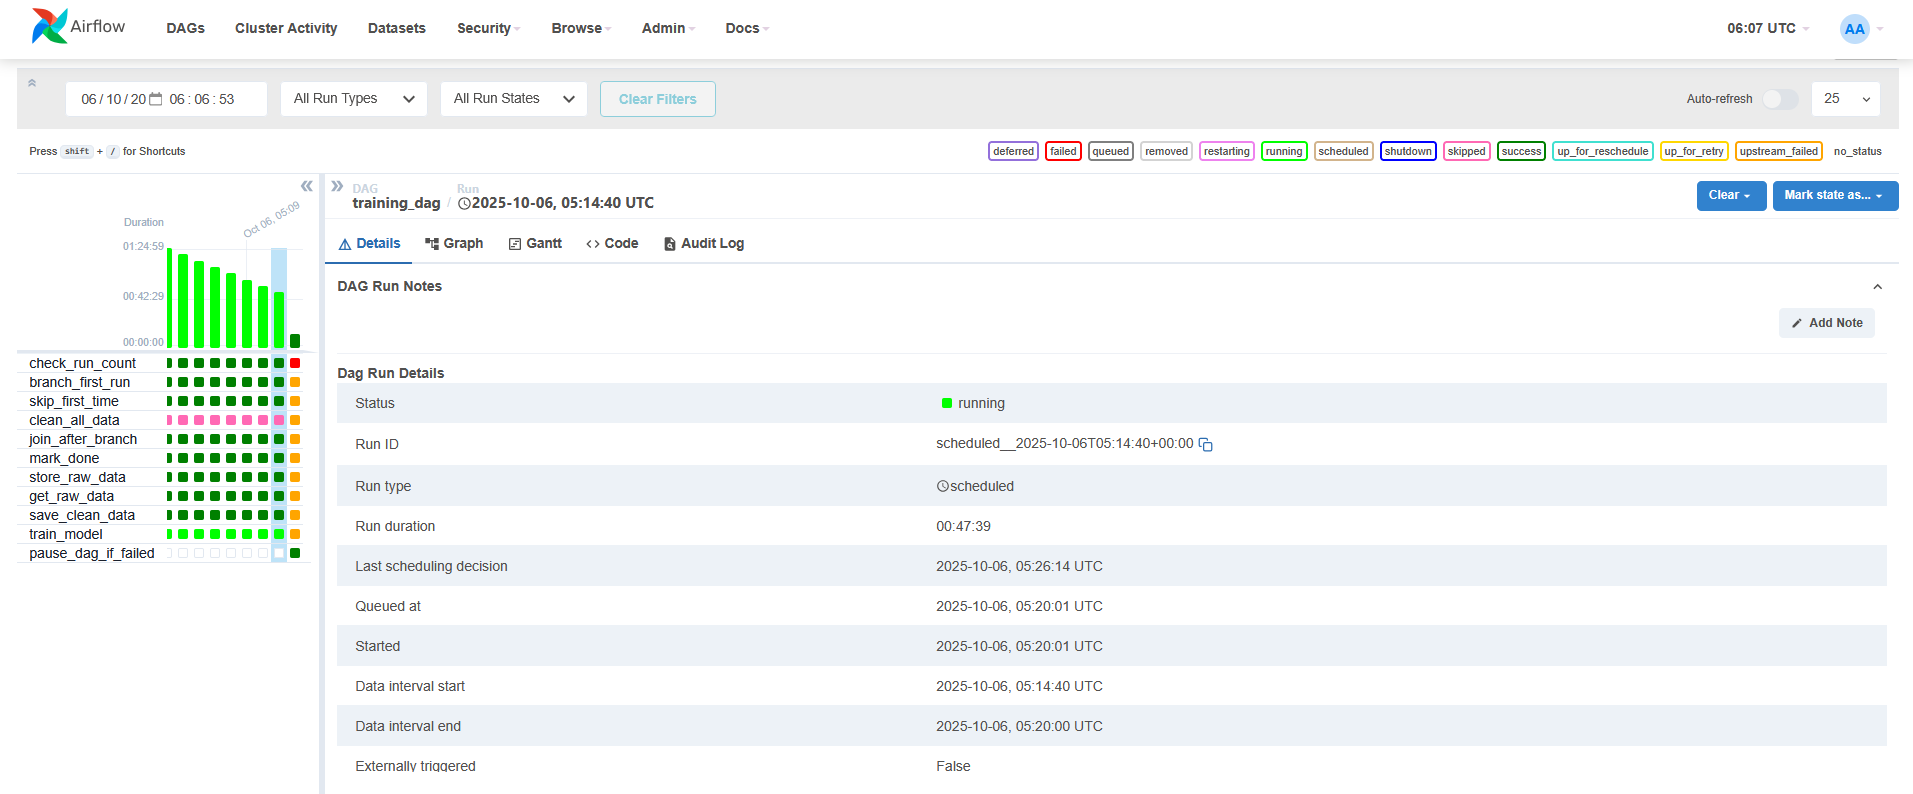 Airflow DAGs Cluster Activity Datasets Security Browse Admin Docs 06:07 UTC AA
06/10/20 06:06:53 All Run Types All Run States Clear Filters Auto-refresh 25
Press shift + / for Shortcuts deferred failed queued removed restarting running scheduled shutdown skipped success up_for_reschedule up_for_retry upstream_failed no_status
Duration
Oct 06, 05:09
01:24:59
00:42:29
00:00:00
check_run_count
branch_first_run
skip_first_time
clean_all_data
join_after_branch
mark_done
store_raw_data
get_raw_data
save_clean_data
train_model
pause_dag_if_failed
DAG Run
training_dag / 2025-10-06, 05:14:40 UTC Clear Mark state as...
Details Graph Gantt Code Audit Log
DAG Run Notes
Add Note
Dag Run Details
Status running
Run ID scheduled__2025-10-06T05:14:40+00:00
Run type scheduled
Run duration 00:47:39
Last scheduling decision 2025-10-06, 05:26:14 UTC
Queued at 2025-10-06, 05:20:01 UTC
Started 2025-10-06, 05:20:01 UTC
Data interval start 2025-10-06, 05:14:40 UTC
Data interval end 2025-10-06, 05:20:00 UTC
Externally triggered False